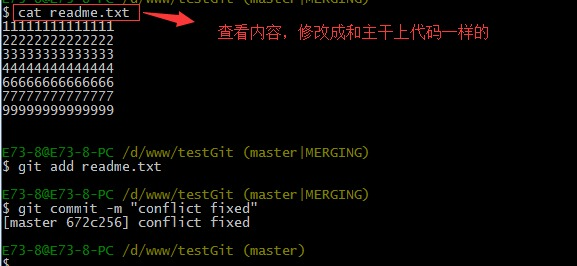 $ cat readme.txt
11111111111111
22222222222222
33333333333333
44444444444444
66666666666666
77777777777777
99999999999999
查看内容，修改成和主干上代码一样的
E73-8@E73-8-PC /d/www/testGit (master|MERGING)
$ git add readme.txt
E73-8@E73-8-PC /d/www/testGit (master|MERGING)
$ git commit -m "conflict fixed"
[master 672c256] conflict fixed
E73-8@E73-8-PC /d/www/testGit (master)
$